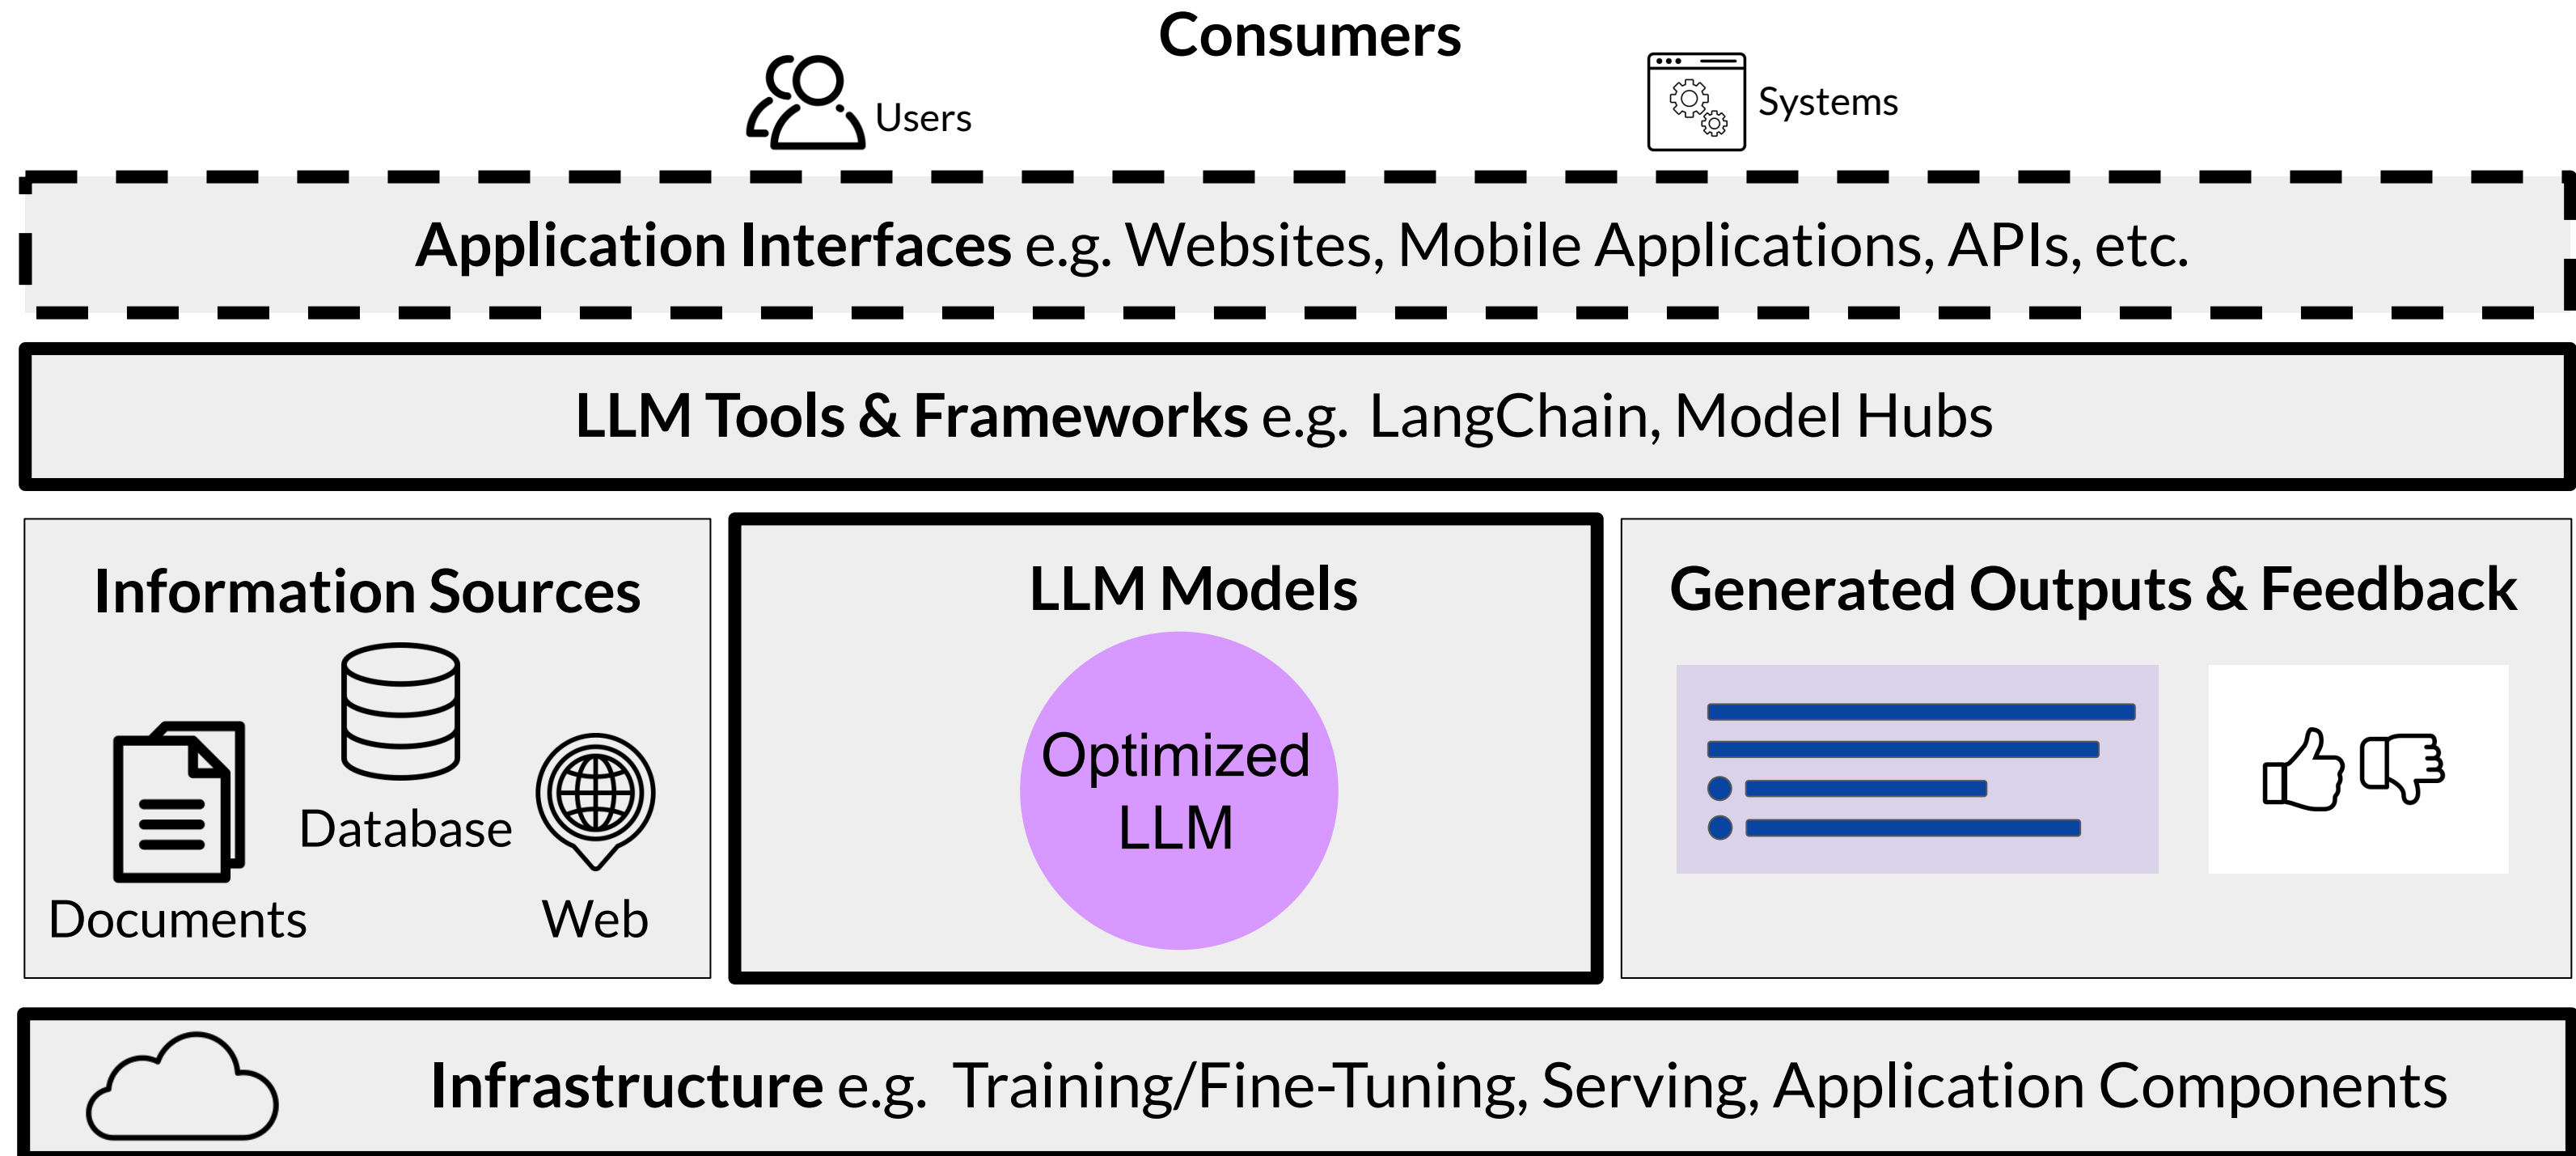 Consumers
Users
Systems
Application Interfaces e.g. Websites, Mobile Applications, APIs, etc.
LLM Tools & Frameworks e.g. LangChain, Model Hubs
Information Sources
Documents
Database
Web
LLM Models
Optimized
LLM
Generated Outputs & Feedback
Infrastructure e.g. Training/Fine-Tuning, Serving, Application Components